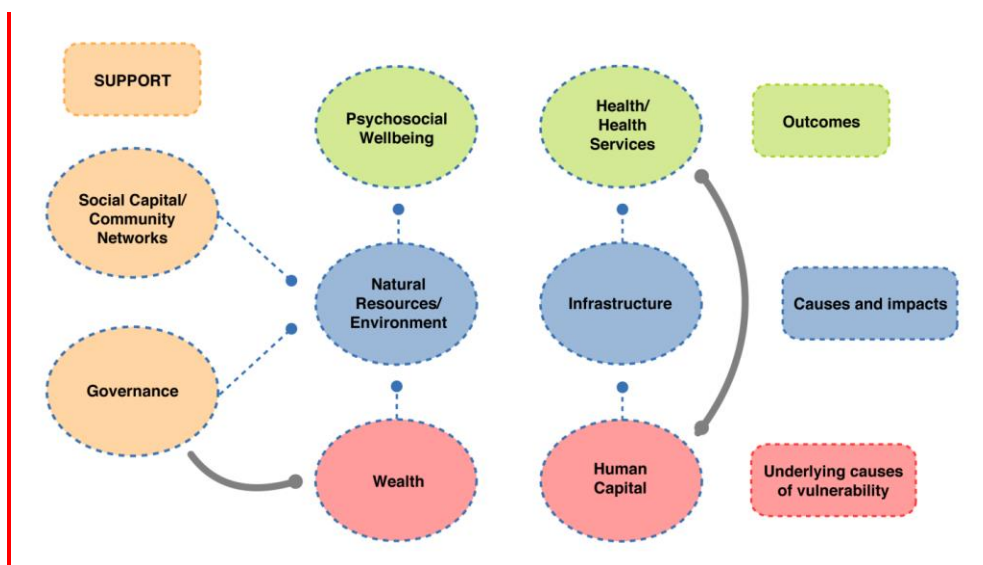 SUPPORT
Psychosocial
Wellbeing
Health/
Health
Services
Outcomes
Social Capital/
Community
Networks
Natural
Resources/
Environment
Infrastructure
Causes and impacts
Governance
Wealth
Human
Capital
Underlying causes
of vulnerability